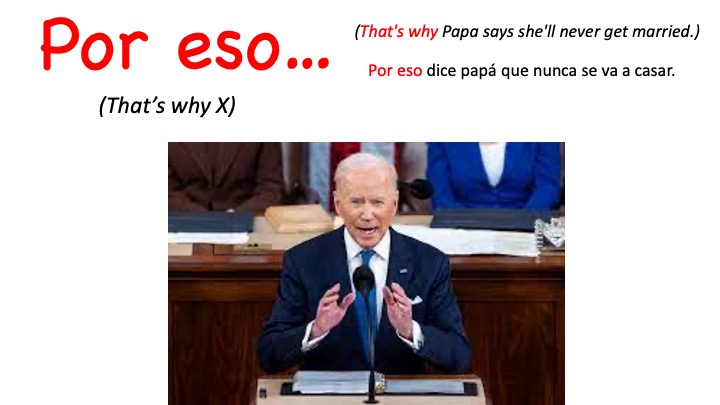 Por eso...
(That's why Papa says she'll never get married.)
Por eso dice papá que nunca se va a casar.
(That’s why X)